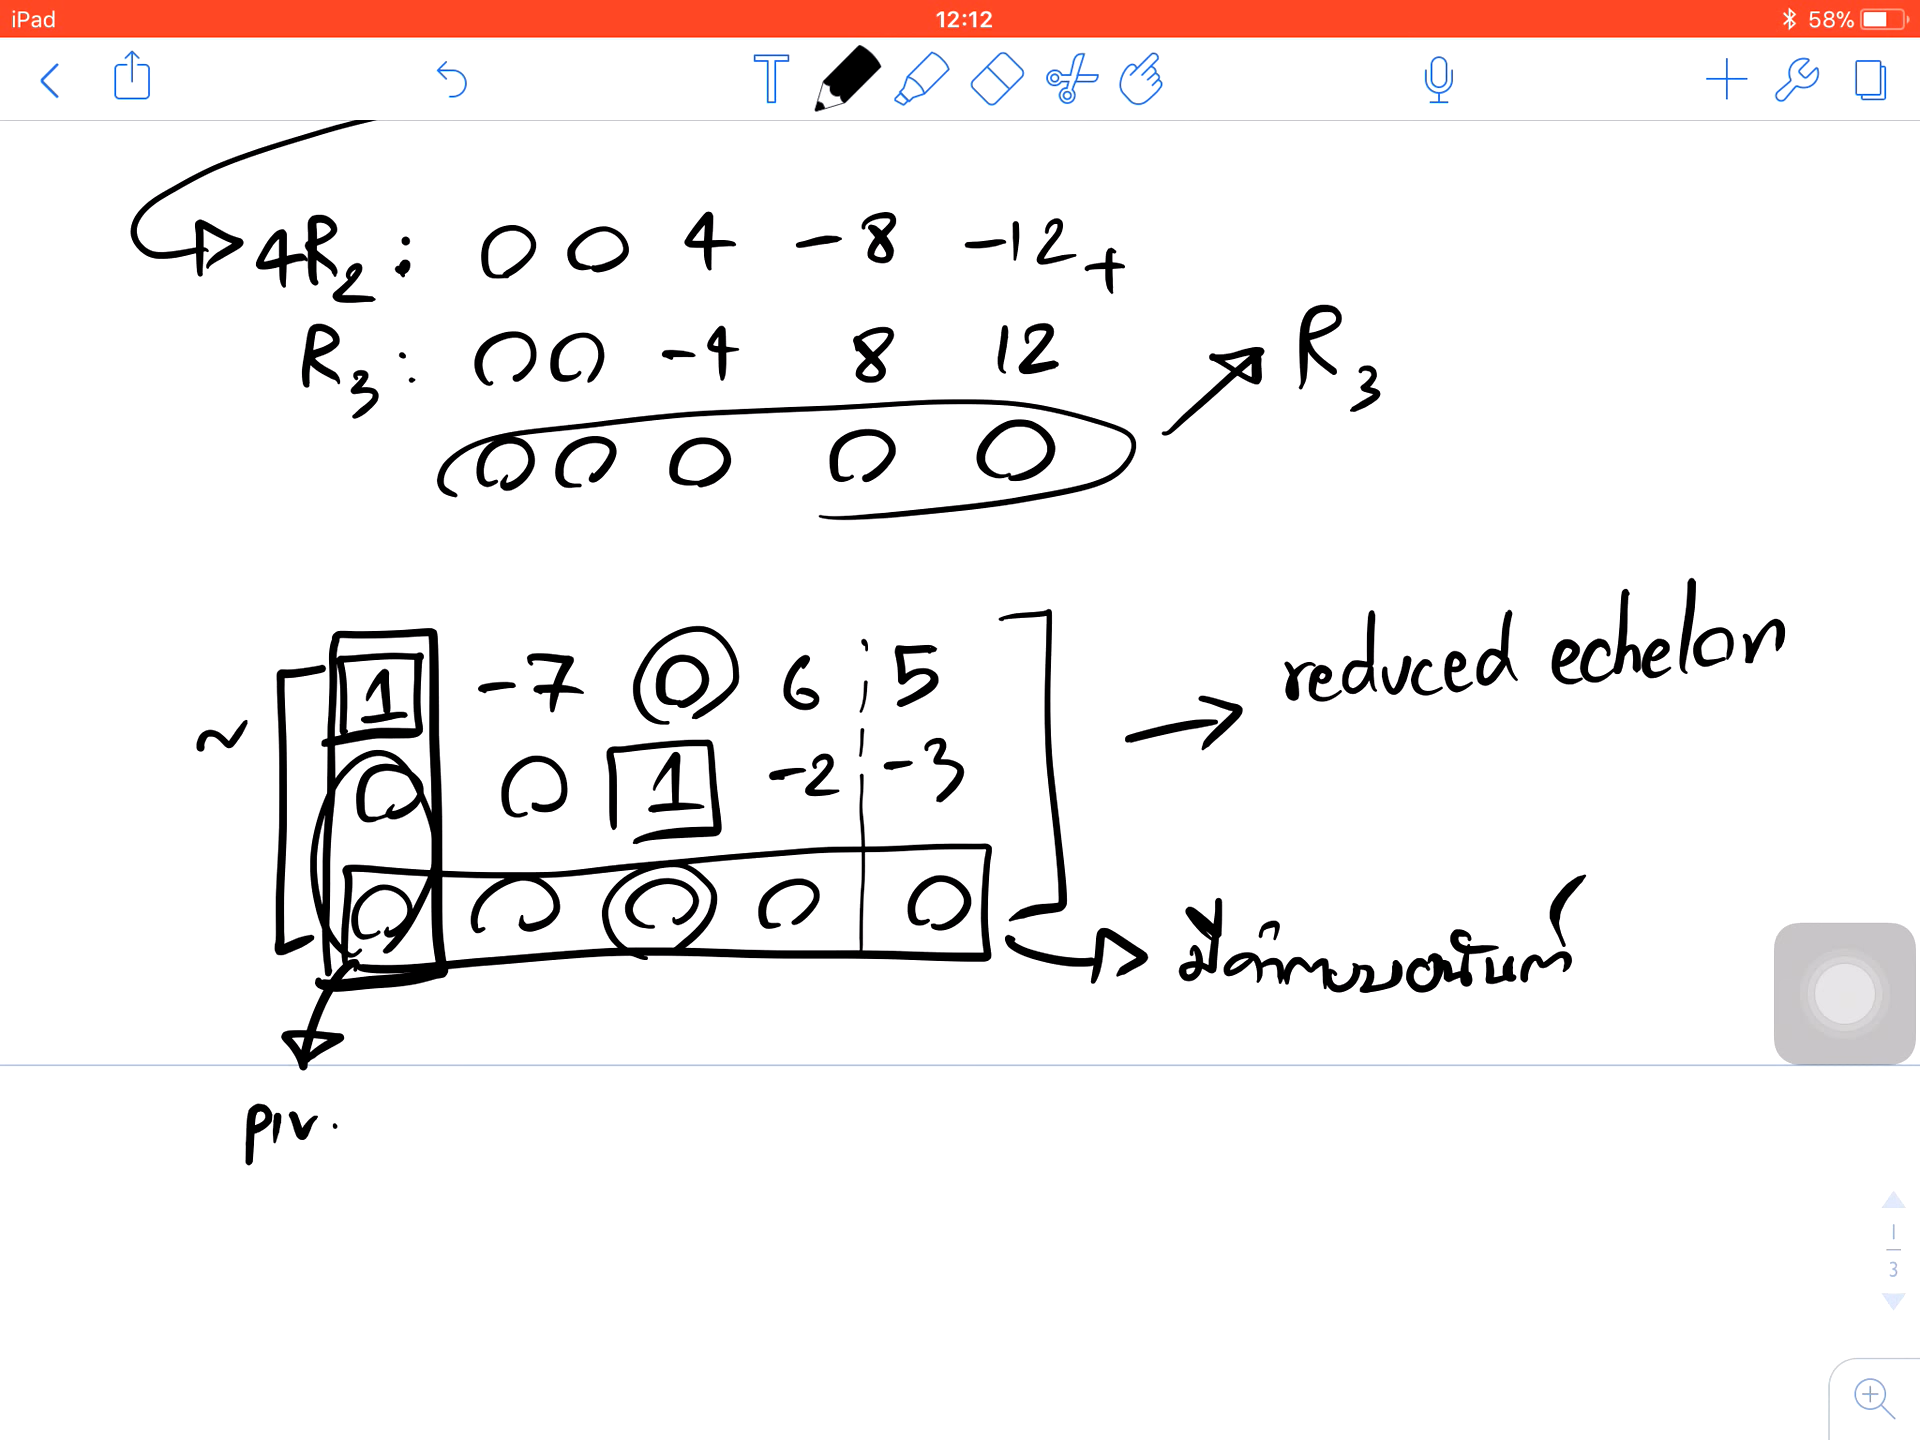 iPad 12:12 58%
T
4R₂ : 0 0 4 -8 -12 +
R₃ : 0 0 -4 8 12
0 0 0 0 0 → R₃
~ [ 1 -7 0 6 5 ] → reduced echelon
0 0 1 -2 -3
0 0 0 0 0
piv.
1
3